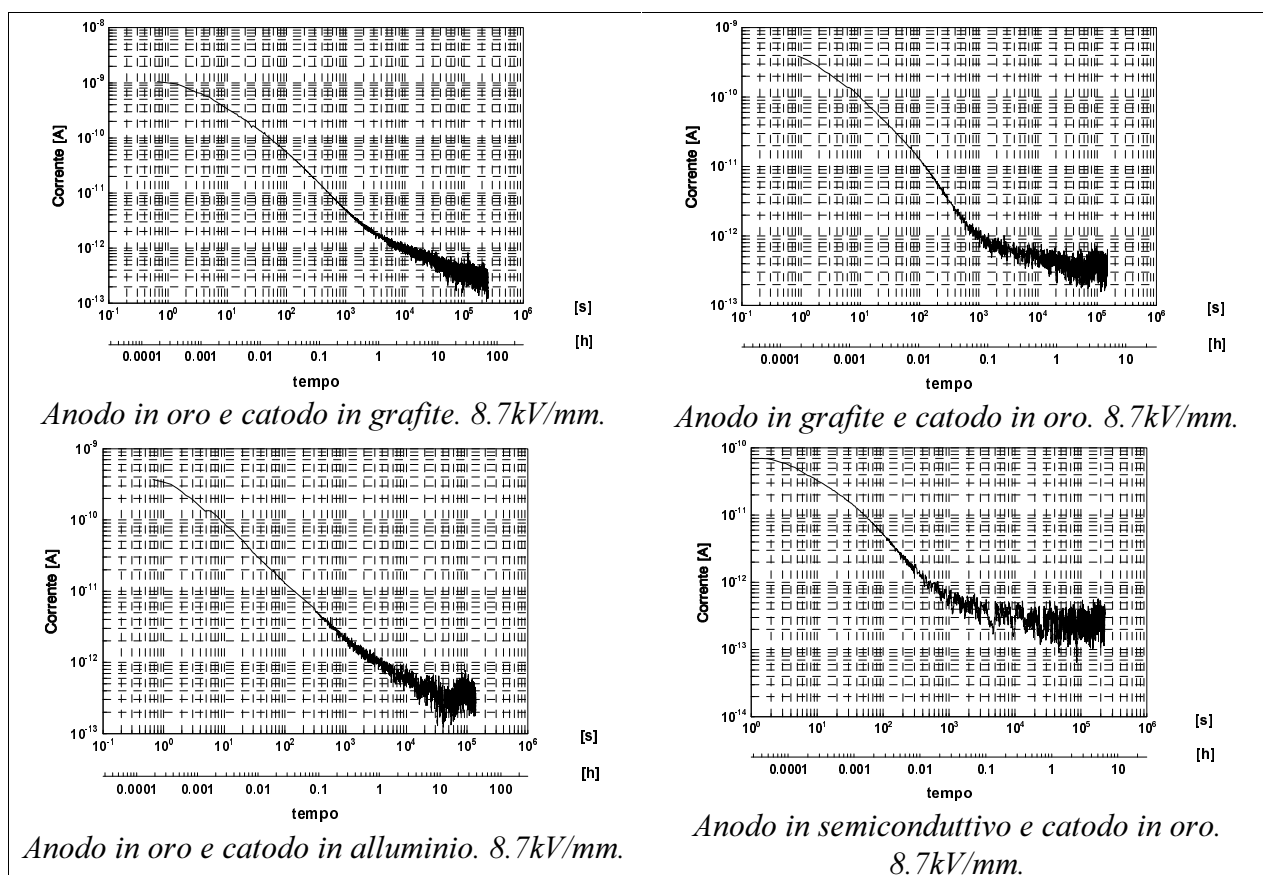 10⁻⁸
10⁻⁹
10⁻¹⁰
10⁻¹¹
10⁻¹²
10⁻¹³
Corrente [A]
10⁻¹ 10⁰ 10¹ 10² 10³ 10⁴ 10⁵ 10⁶
[s]
[h]
0.0001 0.001 0.01 0.1 1 10 100
tempo
Anodo in oro e catodo in grafite. 8.7kV/mm.
10⁻⁹
10⁻¹⁰
10⁻¹¹
10⁻¹²
10⁻¹³
Corrente [A]
10⁻¹ 10⁰ 10¹ 10² 10³ 10⁴ 10⁵ 10⁶
[s]
[h]
0.0001 0.001 0.01 0.1 1 10
tempo
Anodo in grafite e catodo in oro. 8.7kV/mm.
10⁻⁹
10⁻¹⁰
10⁻¹¹
10⁻¹²
10⁻¹³
Corrente [A]
10⁻¹ 10⁰ 10¹ 10² 10³ 10⁴ 10⁵ 10⁶
[s]
[h]
0.0001 0.001 0.01 0.1 1 10 100
tempo
Anodo in oro e catodo in alluminio. 8.7kV/mm.
10⁻¹⁰
10⁻¹¹
10⁻¹²
10⁻¹³
10⁻¹⁴
Corrente [A]
10⁰ 10¹ 10² 10³ 10⁴ 10⁵ 10⁶
[s]
[h]
0.0001 0.001 0.01 0.1 1 10
tempo
Anodo in semiconduttivo e catodo in oro.
8.7kV/mm.